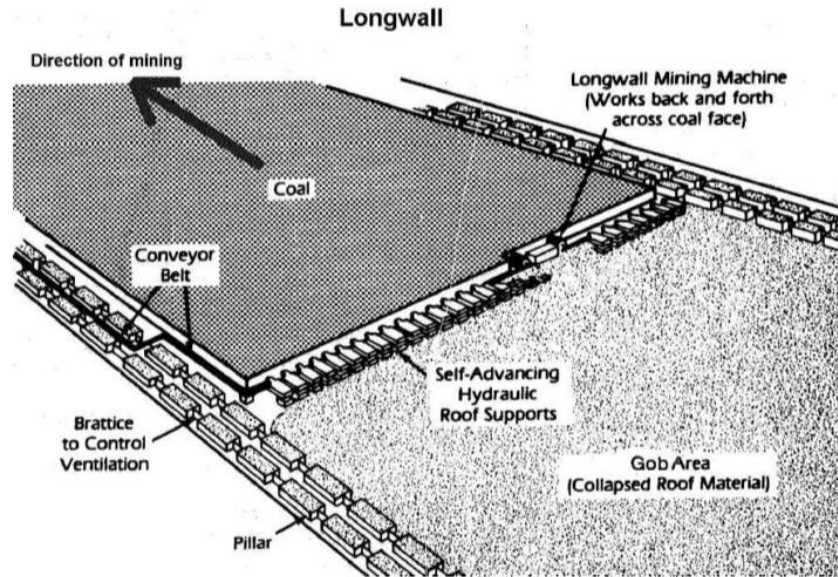 Longwall
Direction of mining
Longwall Mining Machine
(Works back and forth
across coal face)
Coal
Conveyor
Belt
Self-Advancing
Hydraulic
Roof Supports
Brattice
to Control
Ventilation
Gob Area
(Collapsed Roof Material)
Pillar